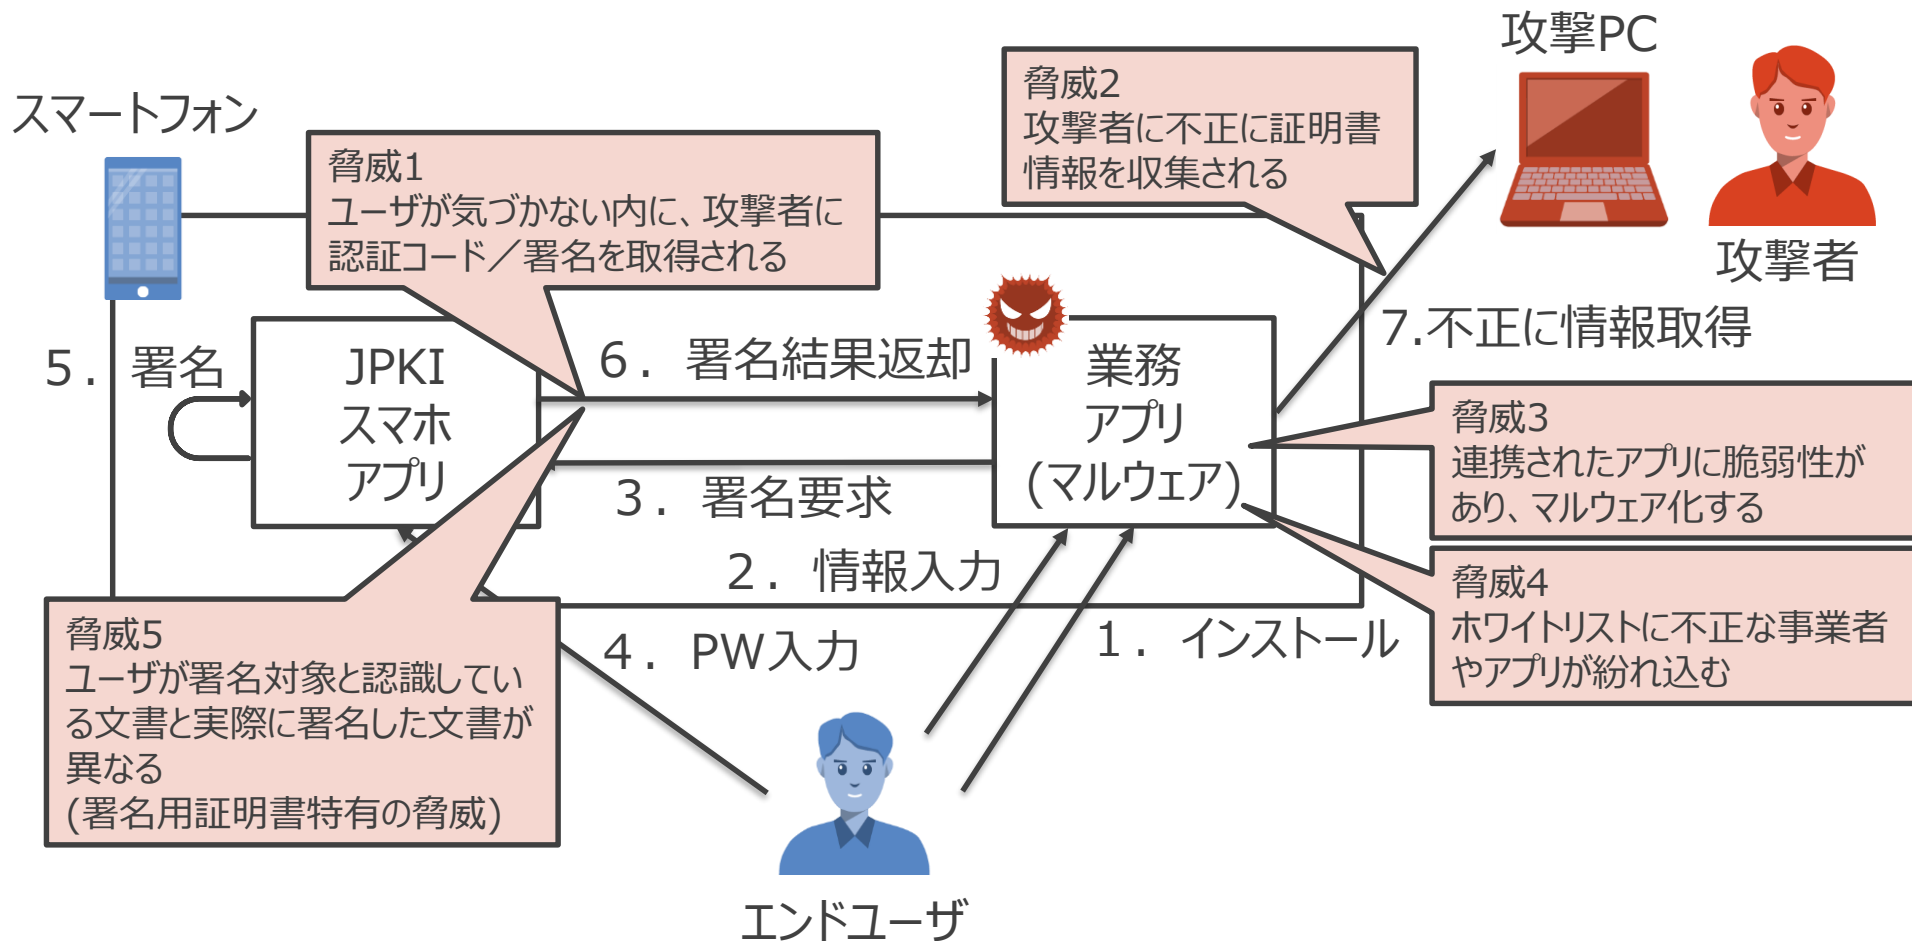 攻撃PC
攻撃者
スマートフォン
脅威1
ユーザが気づかない内に、攻撃者に
認証コード／署名を取得される
脅威2
攻撃者に不正に証明書
情報を収集される
5．署名
JPKI
スマホ
アプリ
6．署名結果返却
業務
アプリ
(マルウェア)
7.不正に情報取得
3．署名要求
脅威3
連携されたアプリに脆弱性が
あり、マルウェア化する
2．情報入力
脅威4
ホワイトリストに不正な事業者
やアプリが紛れ込む
4．PW入力
1．インストール
脅威5
ユーザが署名対象と認識してい
る文書と実際に署名した文書が
異なる
(署名用証明書特有の脅威)
エンドユーザ